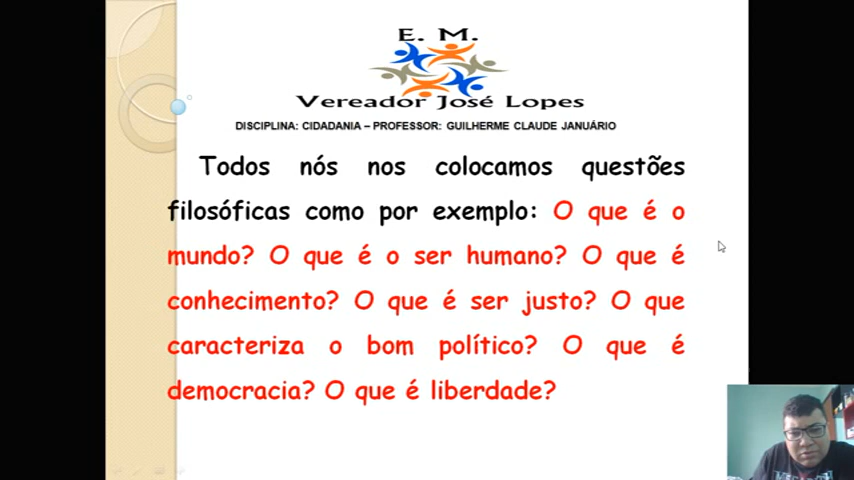 E. M.
Vereador José Lopes
DISCIPLINA: CIDADANIA – PROFESSOR: GUILHERME CLAUDE JANUÁRIO
Todos nós nos colocamos questões
filosóficas como por exemplo: O que é o
mundo? O que é o ser humano? O que é
conhecimento? O que é ser justo? O que
caracteriza o bom político? O que é
democracia? O que é liberdade?